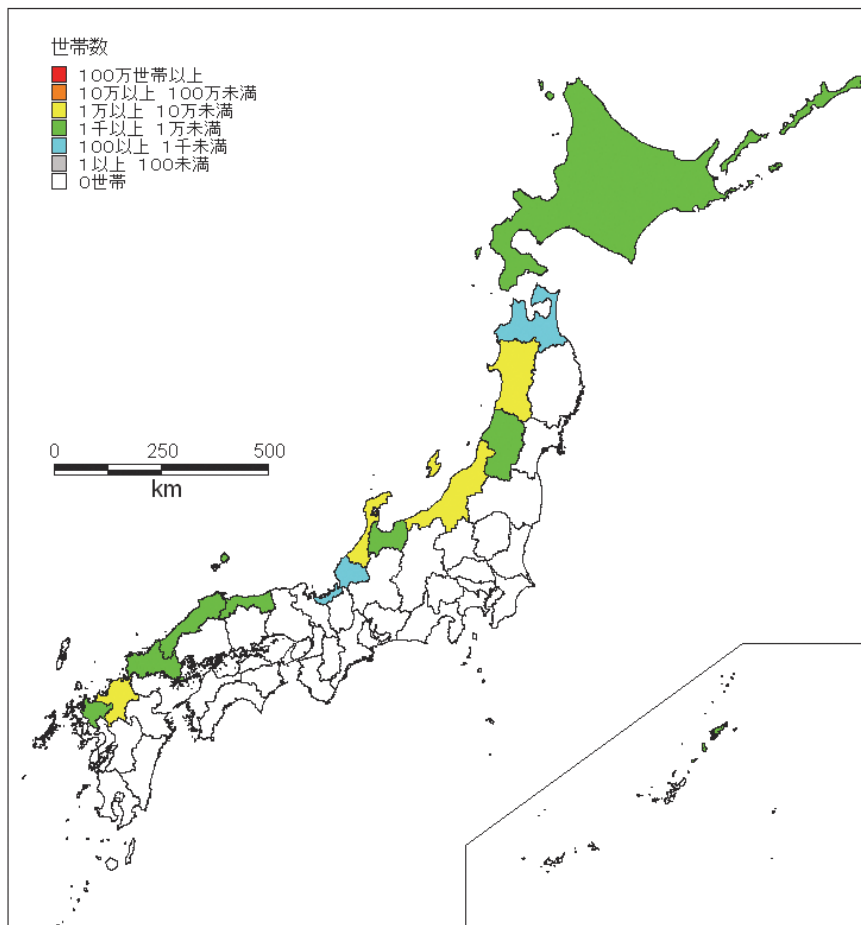 世帯数
100万世帯以上
10万以上 100万未満
1万以上 10万未満
1千以上 1万未満
100以上 1千未満
1以上 100未満
0世帯
0 250 500
km